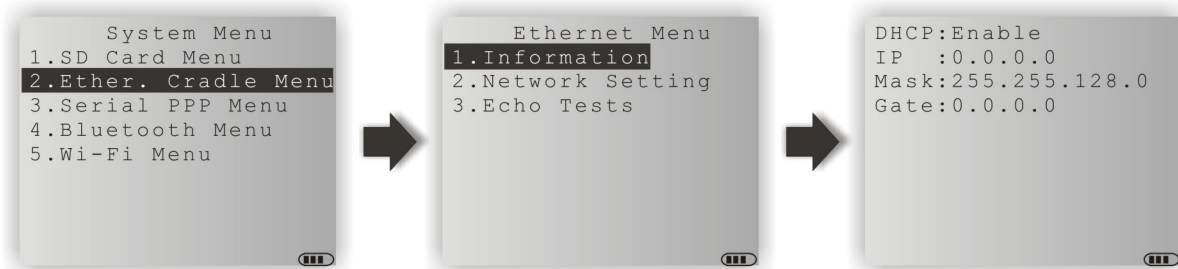 System Menu
1.SD Card Menu
2.Ether. Cradle Menu
3.Serial PPP Menu
4.Bluetooth Menu
5.Wi-Fi Menu
Ethernet Menu
1.Information
2.Network Setting
3.Echo Tests
DHCP:Enable
IP  :0.0.0.0
Mask:255.255.128.0
Gate:0.0.0.0